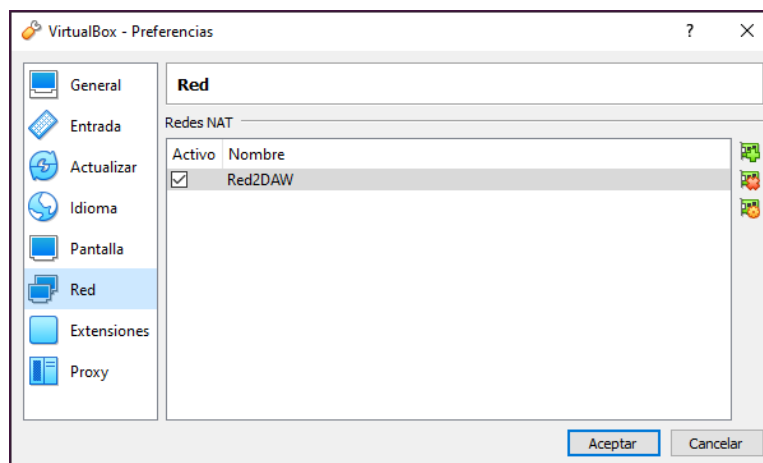 VirtualBox - Preferencias
?
General
Entrada
Actualizar
Idioma
Pantalla
Red
Extensiones
Proxy
Red
Redes NAT
Activo Nombre
Red2DAW
Aceptar
Cancelar